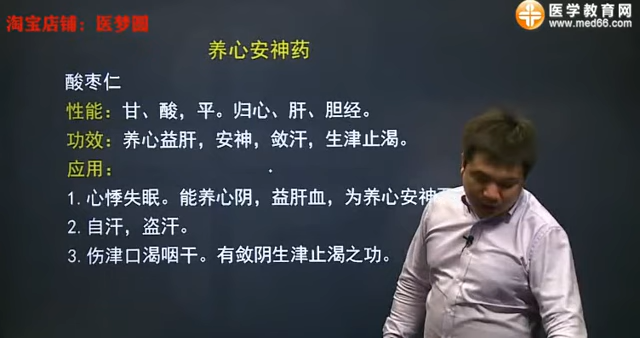 淘宝店铺：医梦圆
医学教育网
www.med66.com
养心安神药
酸枣仁
性能：甘、酸，平。归心、肝、胆经。
功效：养心益肝，安神，敛汗，生津止渴。
应用：
1. 心悸失眠。能养心阴，益肝血，为养心安神
2. 自汗，盗汗。
3. 伤津口渴咽干。有敛阴生津止渴之功。